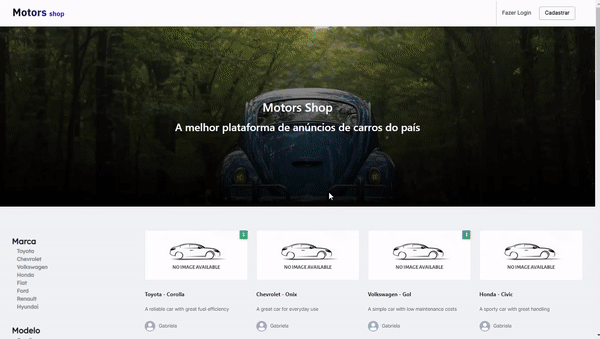 Motors shop
Fazer Login
Cadastrar
Motors Shop
A melhor plataforma de anúncios de carros do país
Marca
Toyota
Chevrolet
Volkswagen
Honda
Fiat
Ford
Renault
Hyundai
Modelo
$
NO IMAGE AVAILABLE
Toyota - Corolla
A reliable car with great fuel efficiency
Gabriela
NO IMAGE AVAILABLE
Chevrolet - Onix
A great car for everyday use
Gabriela
$
NO IMAGE AVAILABLE
Volkswagen - Gol
A simple car with low maintenance costs
Gabriela
NO IMAGE AVAILABLE
Honda - Civic
A sporty car with great handling
Gabriela